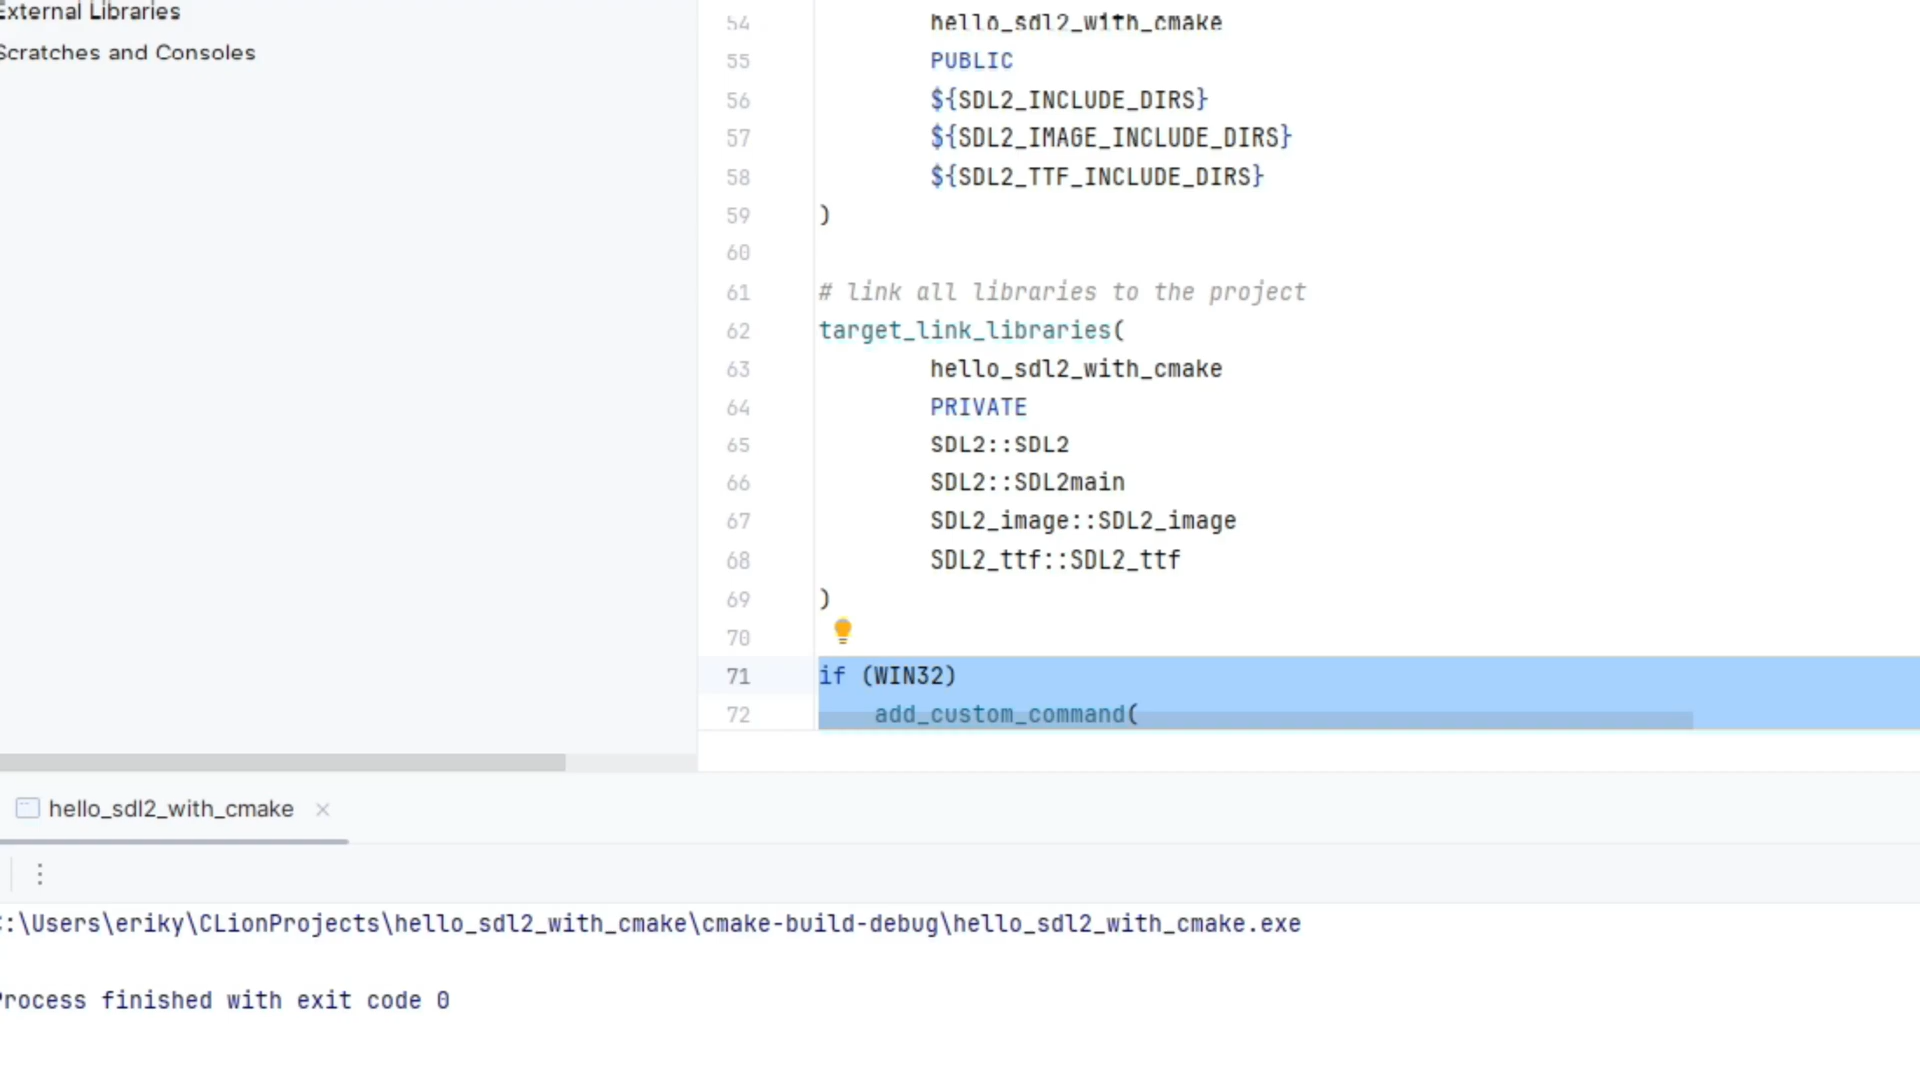 External Libraries
Scratches and Consoles
54 hello_sdl2_with_cmake
55 PUBLIC
56 ${SDL2_INCLUDE_DIRS}
57 ${SDL2_IMAGE_INCLUDE_DIRS}
58 ${SDL2_TTF_INCLUDE_DIRS}
59 )
60
61 # link all libraries to the project
62 target_link_libraries(
63 hello_sdl2_with_cmake
64 PRIVATE
65 SDL2::SDL2
66 SDL2::SDL2main
67 SDL2_image::SDL2_image
68 SDL2_ttf::SDL2_ttf
69 )
70
71 if (WIN32)
72 add_custom_command(
hello_sdl2_with_cmake
C:\Users\eriky\CLionProjects\hello_sdl2_with_cmake\cmake-build-debug\hello_sdl2_with_cmake.exe
Process finished with exit code 0